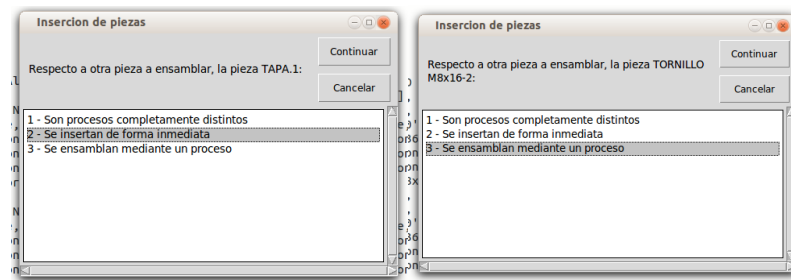 Insercion de piezas
Respecto a otra pieza a ensamblar, la pieza TAPA.1:
Continuar
Cancelar
1 - Son procesos completamente distintos
2 - Se insertan de forma inmediata
3 - Se ensamblan mediante un proceso
Insercion de piezas
Respecto a otra pieza a ensamblar, la pieza TORNILLO
M8x16-2:
Continuar
Cancelar
1 - Son procesos completamente distintos
2 - Se insertan de forma inmediata
3 - Se ensamblan mediante un proceso